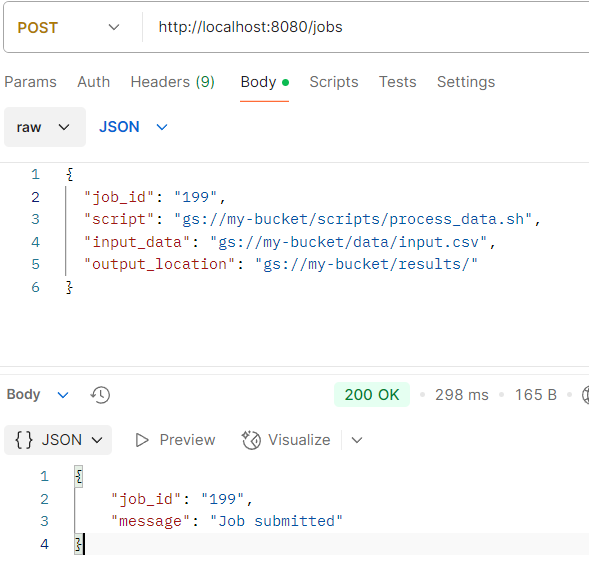 POST http://localhost:8080/jobs
Params Auth Headers (9) Body Scripts Tests Settings
raw JSON
1 {
2 "job_id": "199",
3 "script": "gs://my-bucket/scripts/process_data.sh",
4 "input_data": "gs://my-bucket/data/input.csv",
5 "output_location": "gs://my-bucket/results/"
6 }
Body 200 OK • 298 ms • 165 B •
{} JSON Preview Visualize
1 {
2 "job_id": "199",
3 "message": "Job submitted"
4 }